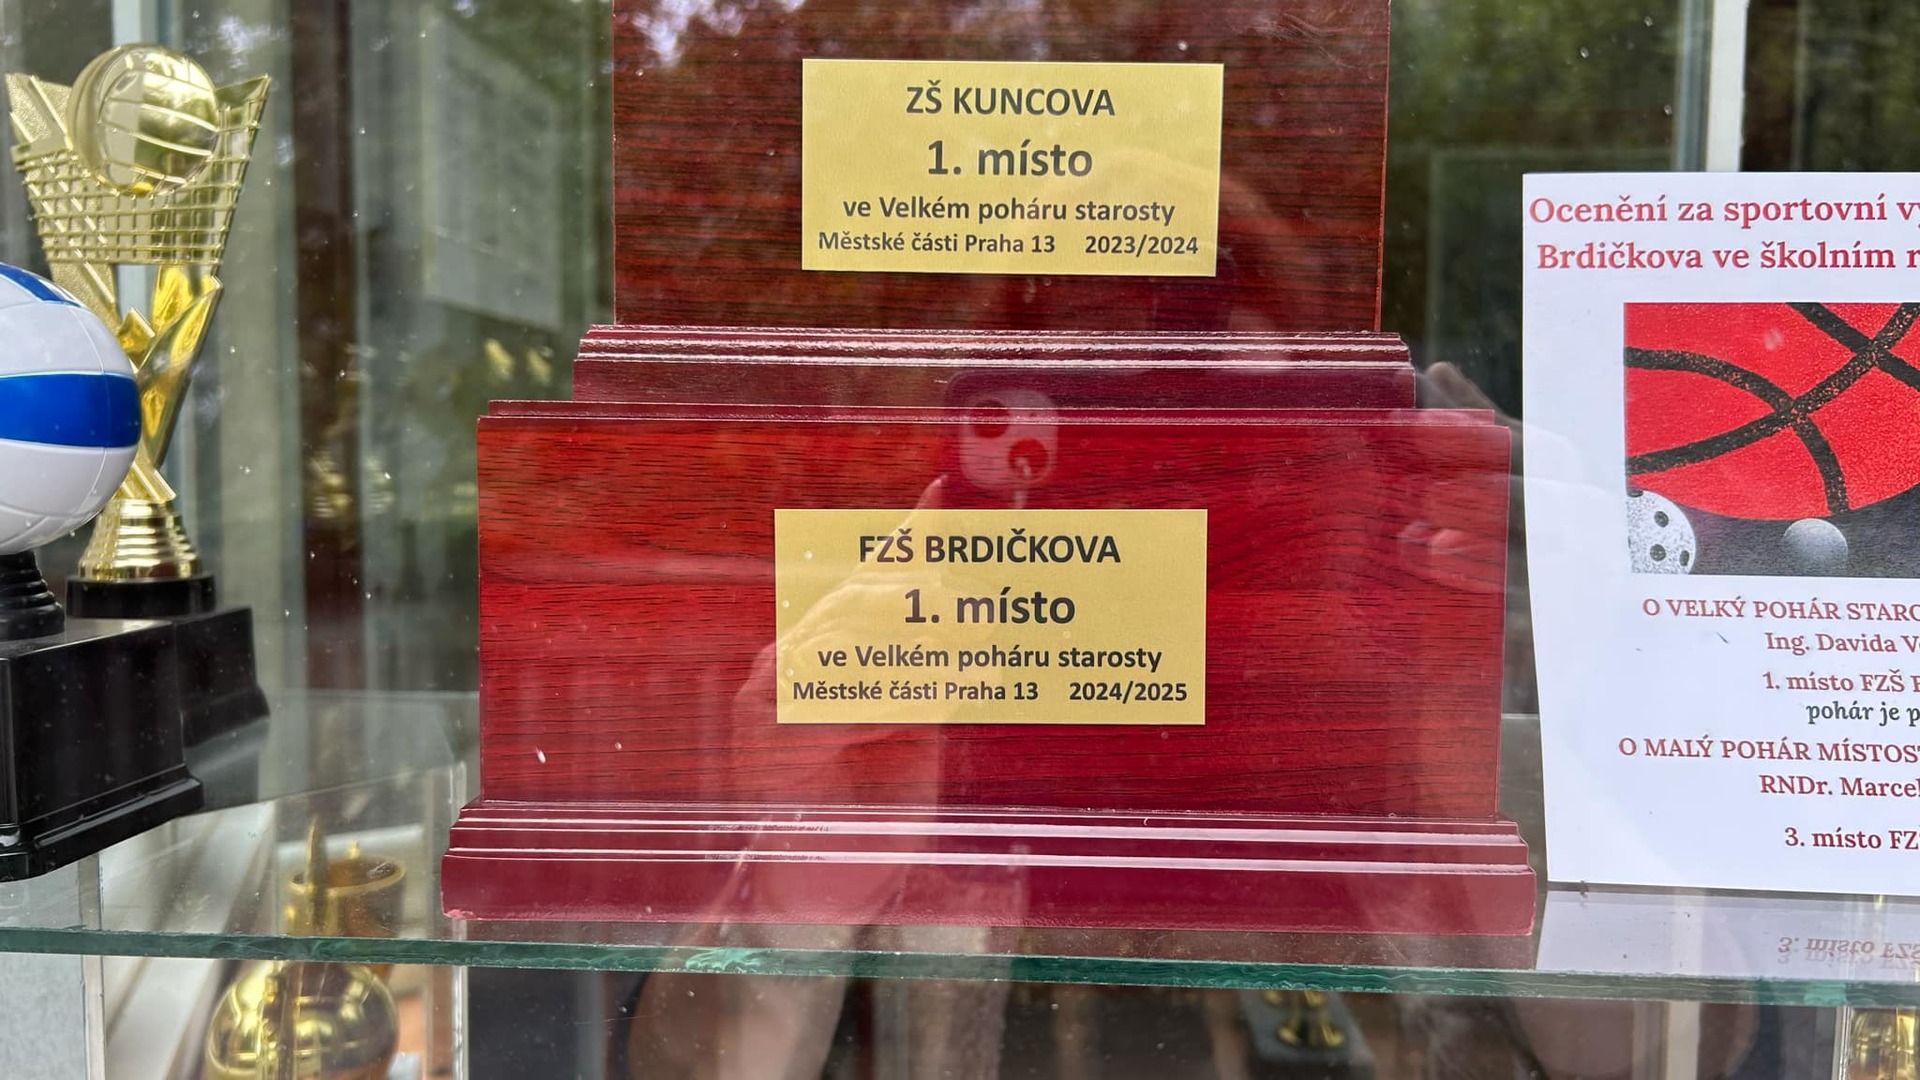 ZŠ KUNCOVA
1. místo
ve Velkém poháru starosty
Městské části Praha 13 2023/2024
FZŠ BRDIČKOVA
1. místo
ve Velkém poháru starosty
Městské části Praha 13 2024/2025
Ocenění za sportovní
Brdičkova ve školním
O VELKÝ POHÁR
Ing. Davida
1. místo FZŠ
pohár je
O MALÝ POHÁR
RNDr.
3. místo